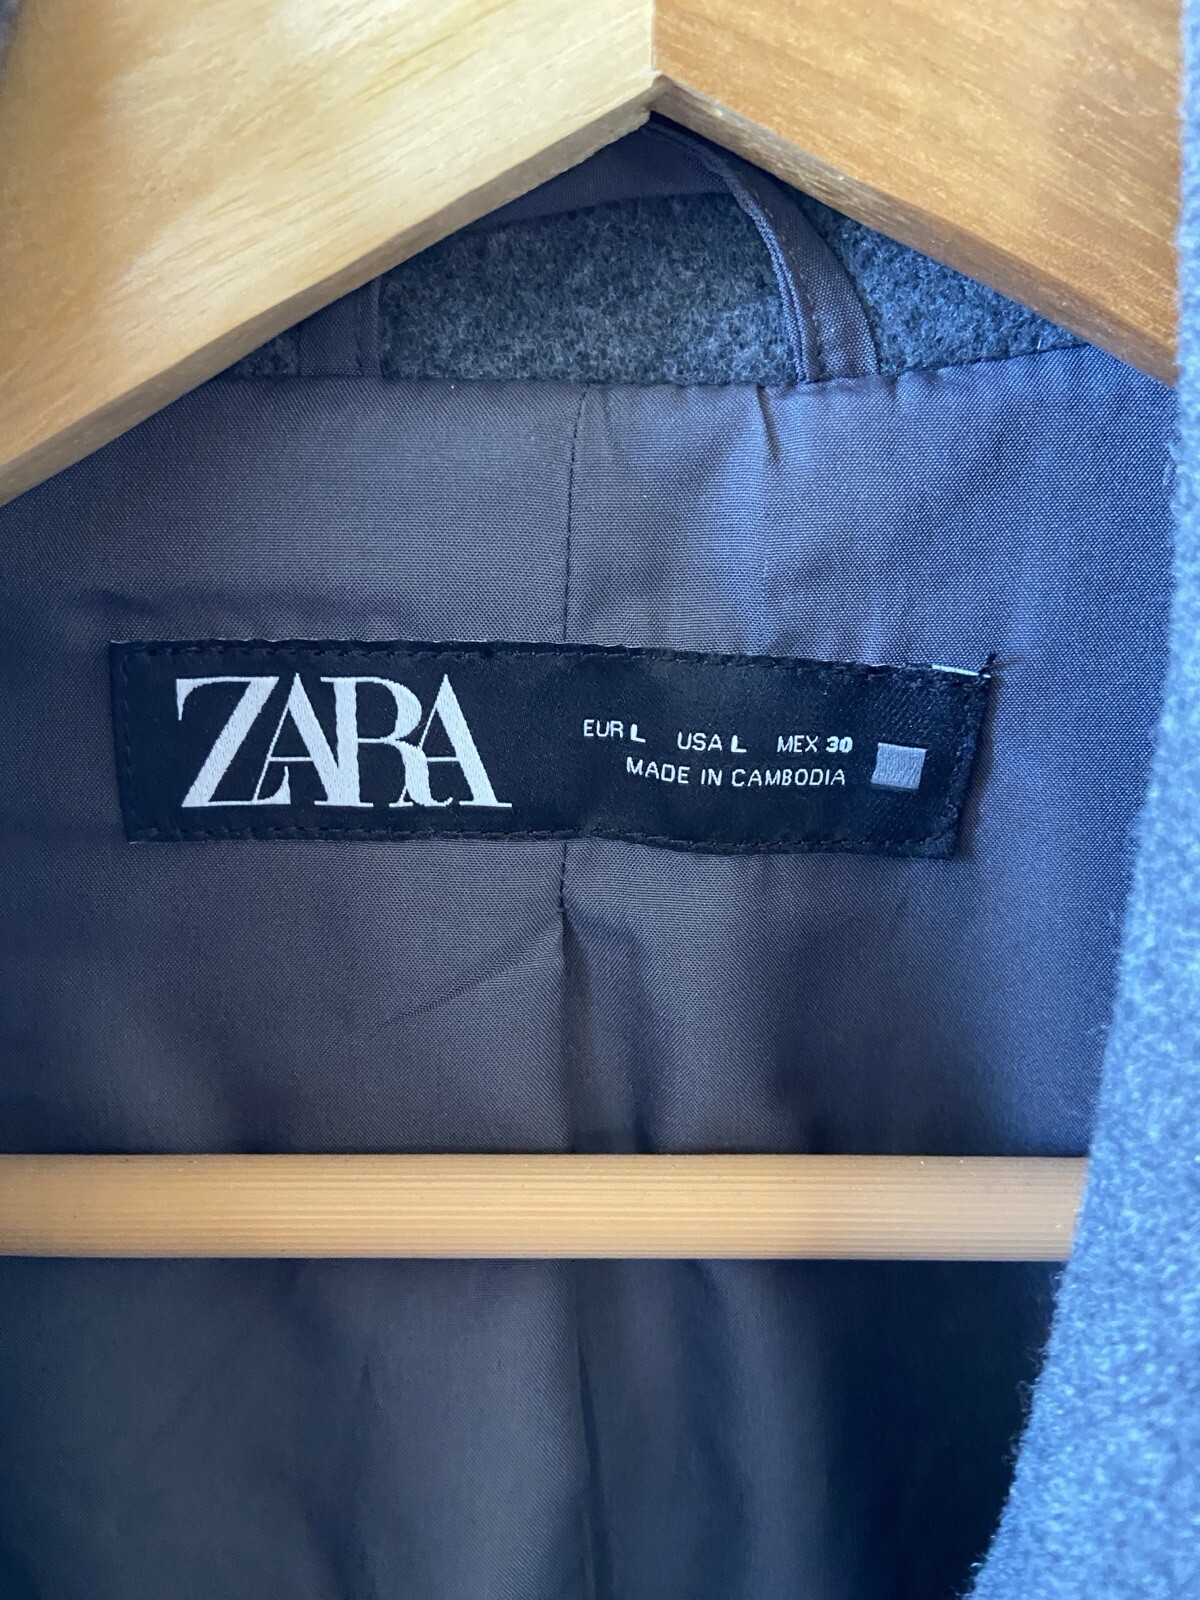 ZARA
EUR L USA L MEX 30
MADE IN CAMBODIA